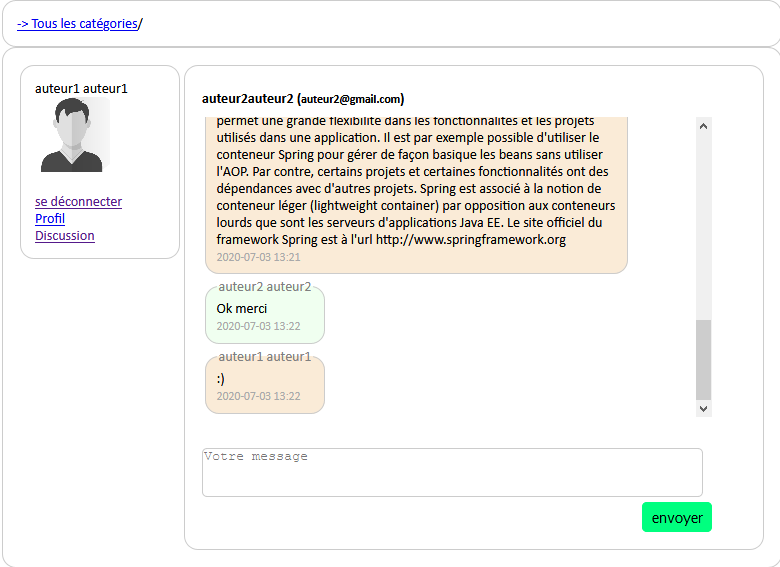 -> Tous les catégories/
auteur1 auteur1
se déconnecter
Profil
Discussion
auteur2auteur2 (auteur2@gmail.com)
permet une grande flexibilité dans les fonctionnalités et les projets
utilisés dans une application. Il est par exemple possible d'utiliser le
conteneur Spring pour gérer de façon basique les beans sans utiliser
l'AOP. Par contre, certains projets et certaines fonctionnalités ont des
dépendances avec d'autres projets. Spring est associé à la notion de
conteneur léger (lightweight container) par opposition aux conteneurs
lourds que sont les serveurs d'applications Java EE. Le site officiel du
framework Spring est à l'url http://www.springframework.org
2020-07-03 13:21
auteur2 auteur2
Ok merci
2020-07-03 13:22
auteur1 auteur1
:)
2020-07-03 13:22
Votre message
envoyer